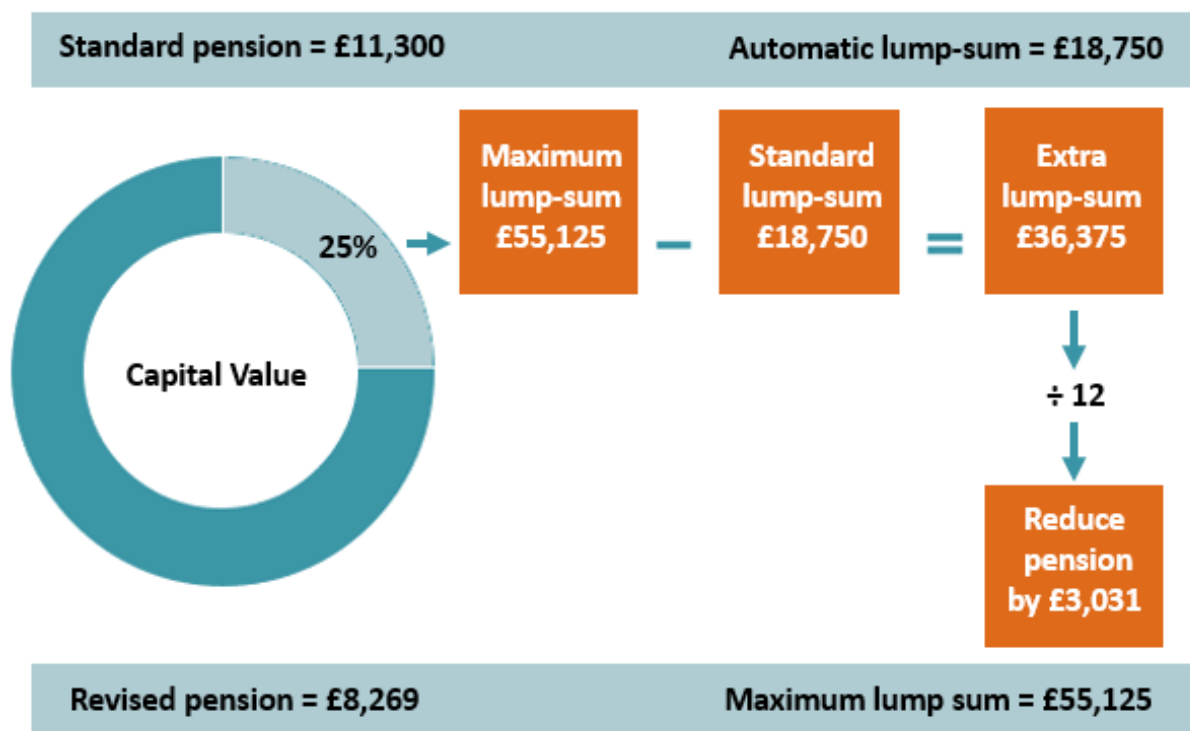 Standard pension = £11,300
Automatic lump-sum = £18,750
Maximum
lump-sum
£55,125
–
Standard
lump-sum
£18,750
=
Extra
lump-sum
£36,375
25%
Capital Value
÷ 12
Reduce
pension
by £3,031
Revised pension = £8,269
Maximum lump sum = £55,125